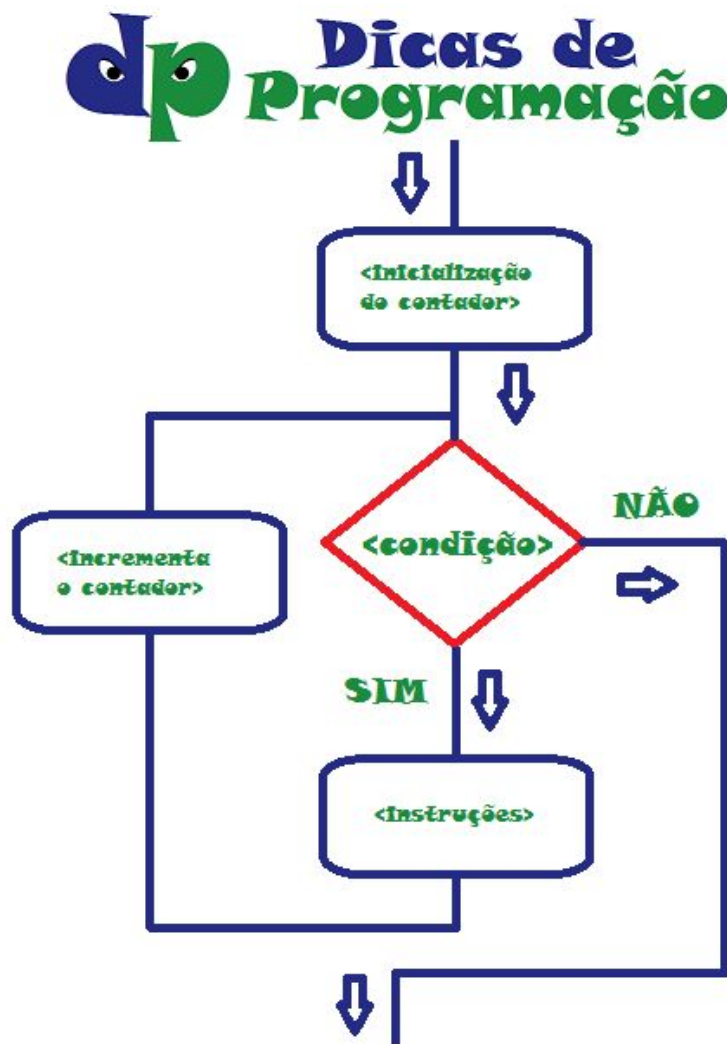 dp Dicas de
Programação
<Inicialização
do contador>
<condição>
NÃO
<Incrementa
o contador>
SIM
<Instruções>